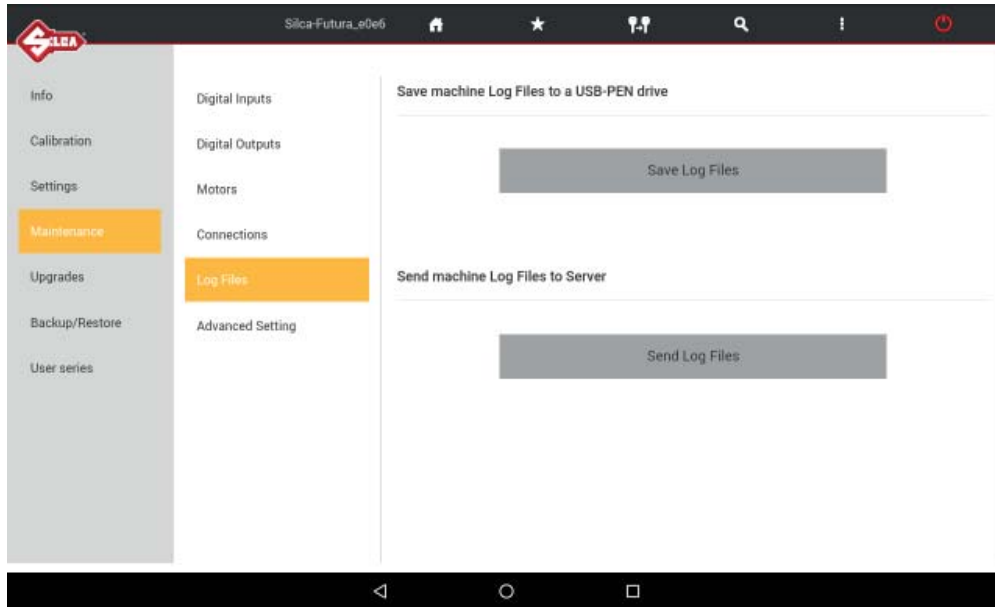 SILCA
Silca-Futura_e0e6
Info
Calibration
Settings
Maintenance
Upgrades
Backup/Restore
User series
Digital Inputs
Digital Outputs
Motors
Connections
Log Files
Advanced Setting
Save machine Log Files to a USB-PEN drive
Save Log Files
Send machine Log Files to Server
Send Log Files